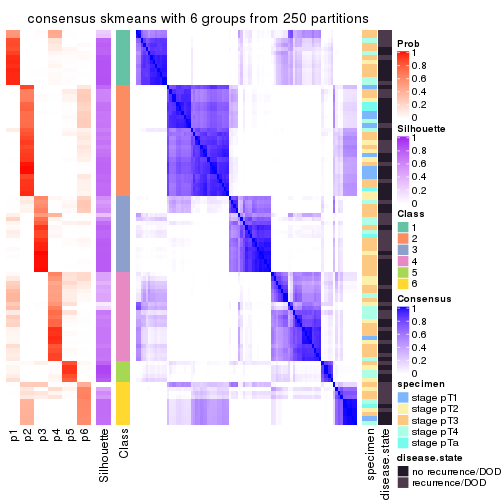 consensus skmeans with 6 groups from 250 partitions
Prob
1
0.8
0.6
0.4
0.2
0
Silhouette
1
0.8
0.6
0.4
0.2
0
Class
1
2
3
4
5
6
Consensus
1
0.8
0.6
0.4
0.2
0
specimen
stage pT1
stage pT2
stage pT3
stage pT4
stage pTa
disease.state
no recurrence/DOD
recurrence/DOD
p1
p2
p3
p4
p5
p6
Silhouette
Class
specimen
disease.state